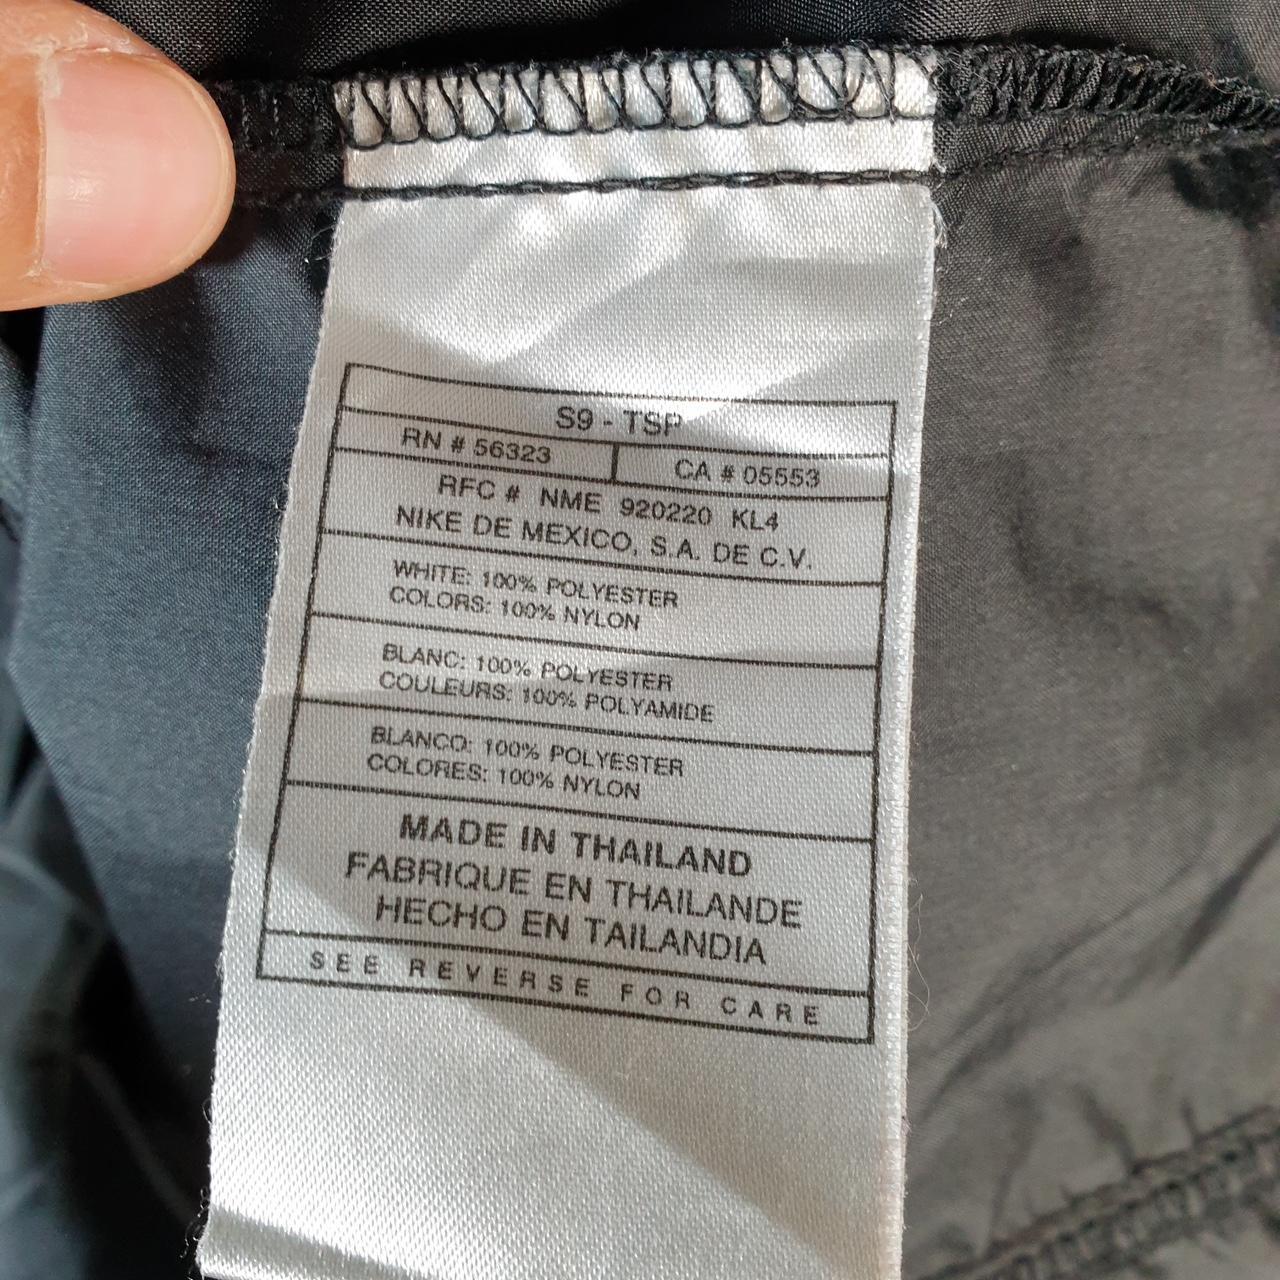 S9 - TSP
RN # 56323
CA # 05553
RFC # NME 920220 KL4
NIKE DE MEXICO, S.A. DE C.V.
WHITE: 100% POLYESTER
COLORS: 100% NYLON
BLANC: 100% POLYESTER
COULEURS: 100% POLYAMIDE
BLANCO: 100% POLYESTER
COLORES: 100% NYLON
MADE IN THAILAND
FABRIQUE EN THAILANDE
HECHO EN TAILANDIA
SEE REVERSE FOR CARE